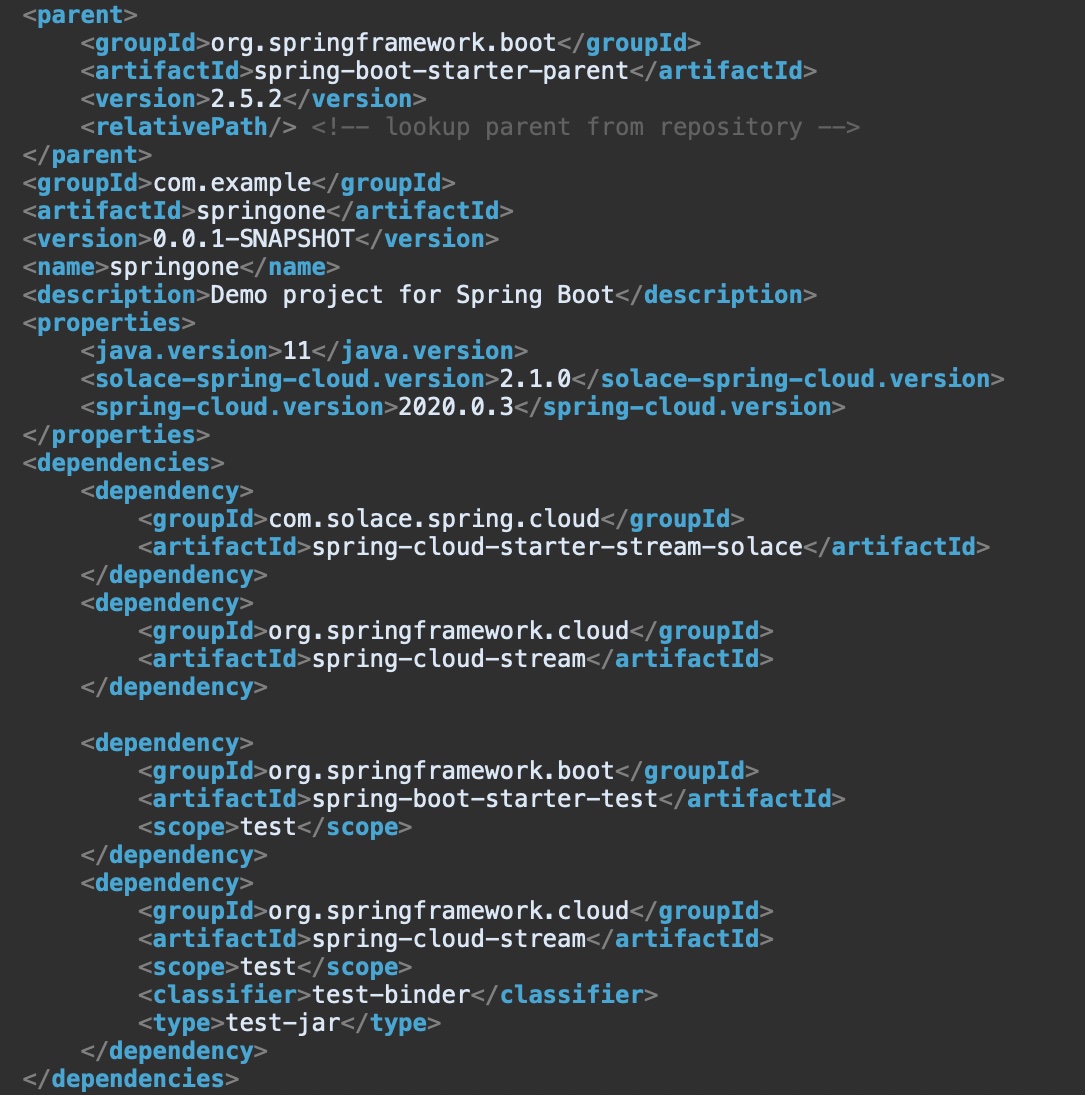 <parent>
    <groupId>org.springframework.boot</groupId>
    <artifactId>spring-boot-starter-parent</artifactId>
    <version>2.5.2</version>
    <relativePath/> <!-- lookup parent from repository -->
</parent>
<groupId>com.example</groupId>
<artifactId>springone</artifactId>
<version>0.0.1-SNAPSHOT</version>
<name>springone</name>
<description>Demo project for Spring Boot</description>
<properties>
    <java.version>11</java.version>
    <solace-spring-cloud.version>2.1.0</solace-spring-cloud.version>
    <spring-cloud.version>2020.0.3</spring-cloud.version>
</properties>
<dependencies>
    <dependency>
        <groupId>com.solace.spring.cloud</groupId>
        <artifactId>spring-cloud-starter-stream-solace</artifactId>
    </dependency>
    <dependency>
        <groupId>org.springframework.cloud</groupId>
        <artifactId>spring-cloud-stream</artifactId>
    </dependency>

    <dependency>
        <groupId>org.springframework.boot</groupId>
        <artifactId>spring-boot-starter-test</artifactId>
        <scope>test</scope>
    </dependency>
    <dependency>
        <groupId>org.springframework.cloud</groupId>
        <artifactId>spring-cloud-stream</artifactId>
        <scope>test</scope>
        <classifier>test-binder</classifier>
        <type>test-jar</type>
    </dependency>
</dependencies>